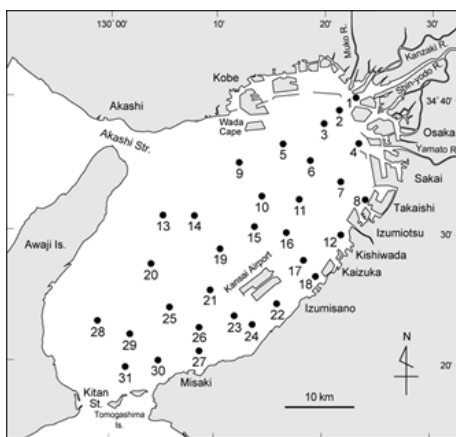 130° 00' 10' 20' 30'
Muko R.
Kanzaki R.
Shin-yodo R.
Kobe
1
2
34° 40'
Akashi
Wada
Cape
3
Osaka
Akashi Str.
5
4
Yamato R.
6
9
Sakai
7
10
11
8
Takaishi
13
14
Izumiotsu
15
16
12
30'
Awaji Is.
Kishiwada
19
17
20
Kansai Airport
18
Kaizuka
21
25
22
Izumisano
28
26
23
24
29
27
20'
31
30
Misaki
N
Kitan
St.
Tomogashima
Is.
10 km